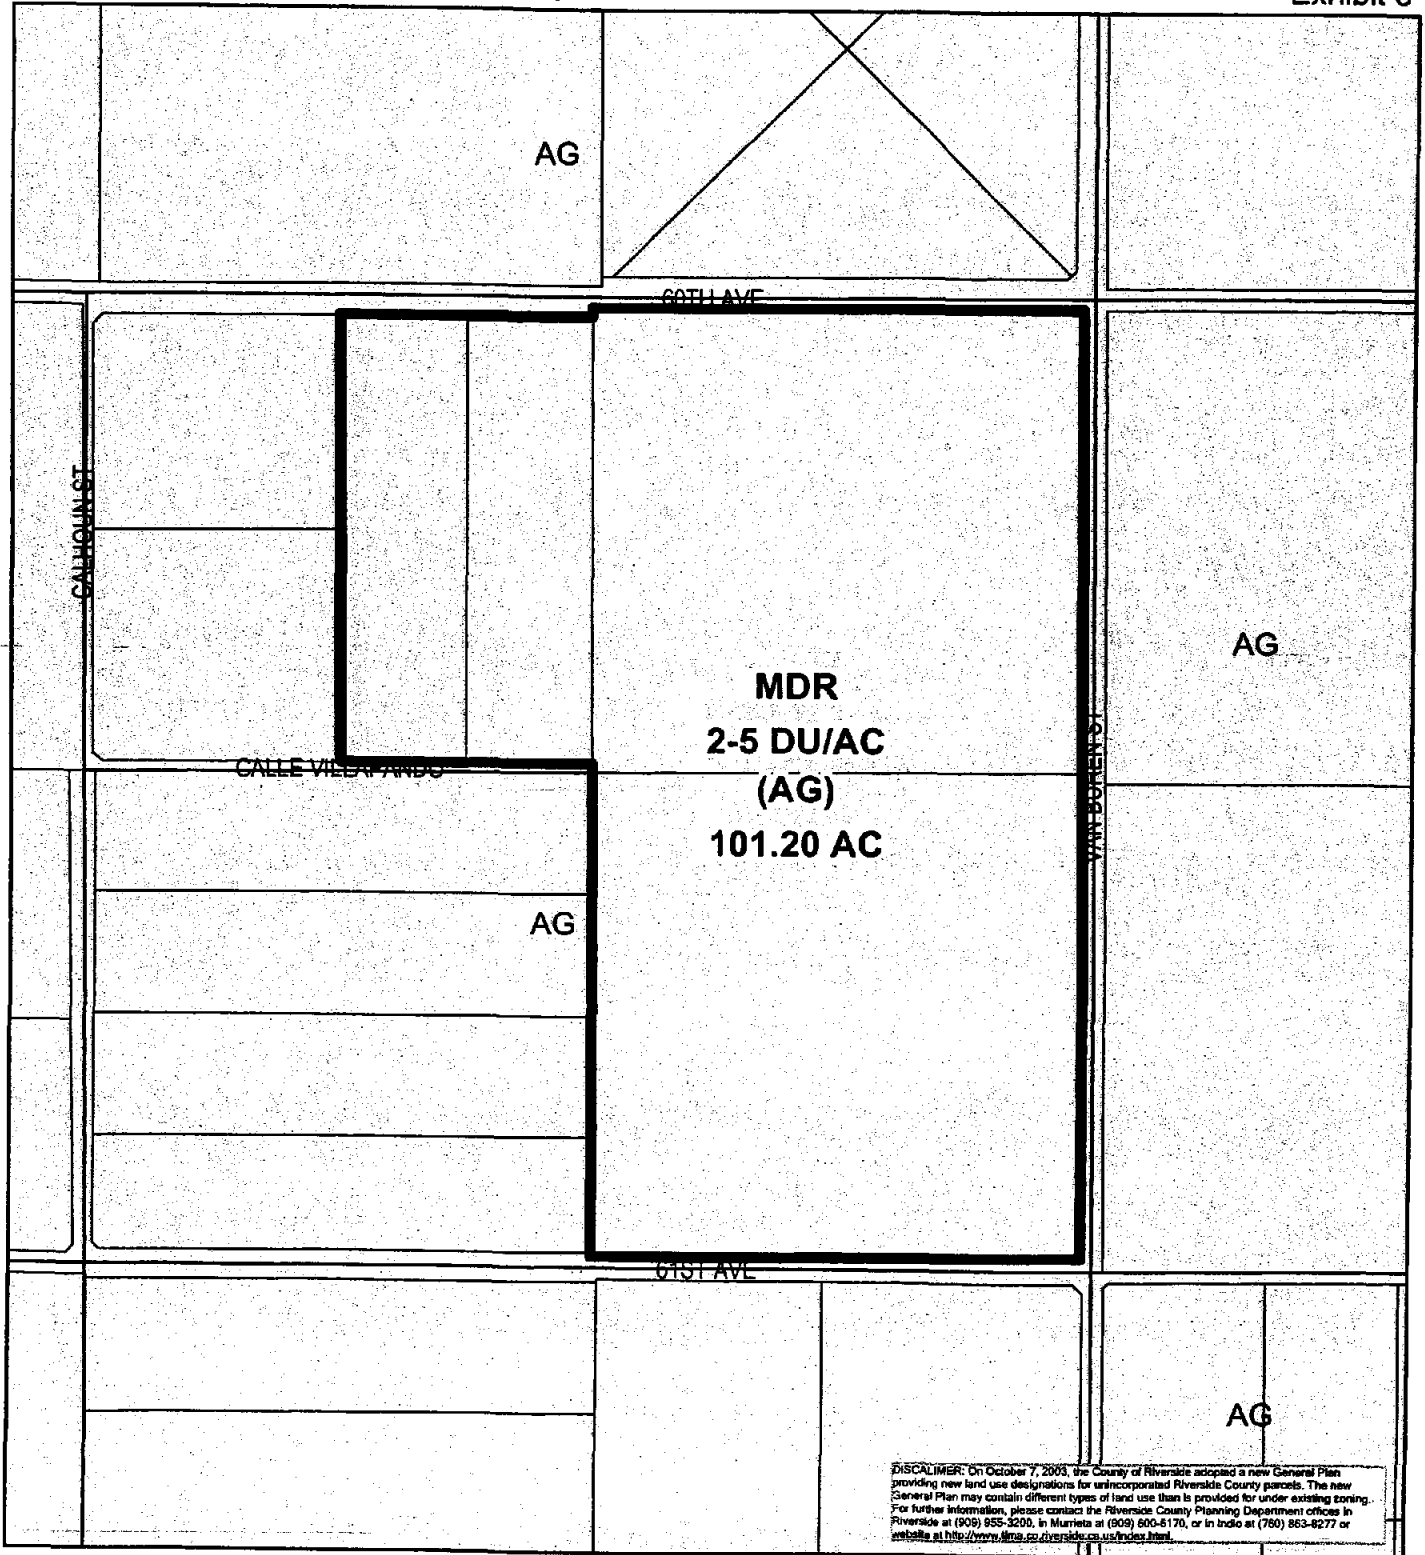 Exhibit 6
AG
60TH AVE
CALHOUN ST
AG
MDR
2-5 DU/AC
(AG)
101.20 AC
VAN BUREN ST
CALLE VILLAPANDO
AG
61ST AVE
AG
DISCALIMER: On October 7, 2003, the County of Riverside adopted a new General Plan
providing new land use designations for unincorporated Riverside County parcels. The new
General Plan may contain different types of land use than is provided for under existing zoning.
For further information, please contact the Riverside County Planning Department offices in
Riverside at (909) 955-3200, in Murrieta at (909) 600-6170, or in Indio at (760) 863-8277 or
website at http://www.tlma.co.riverside.ca.us/index.html.